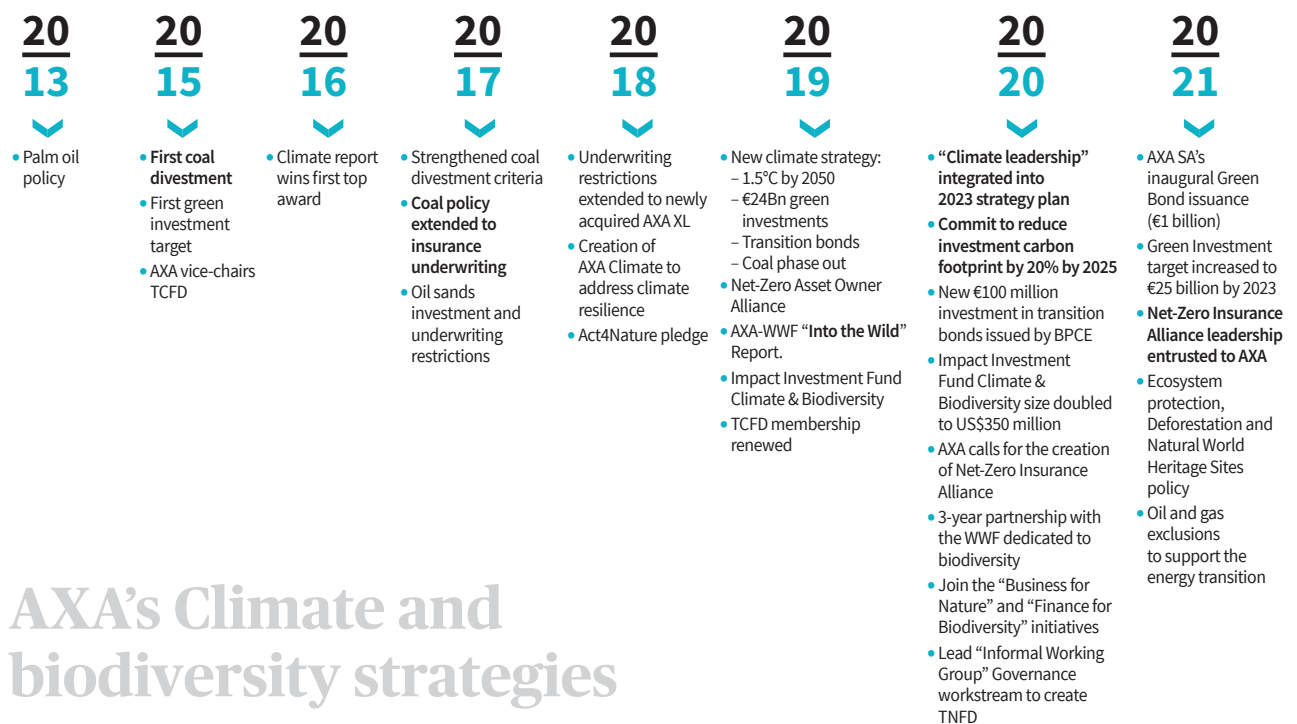 20
13
• Palm oil
policy
20
15
• First coal
divestment
• First green
investment
target
• AXA vice-chairs
TCFD
20
16
• Climate report
wins first top
award
20
17
• Strengthened coal
divestment criteria
• Coal policy
extended to
insurance
underwriting
• Oil sands
investment and
underwriting
restrictions
20
18
• Underwriting
restrictions
extended to newly
acquired AXA XL
• Creation of
AXA Climate to
address climate
resilience
• Act4Nature pledge
20
19
• New climate strategy:
– 1.5°C by 2050
– €24Bn green
investments
– Transition bonds
– Coal phase out
• Net-Zero Asset Owner
Alliance
• AXA-WWF “Into the Wild”
Report.
• Impact Investment Fund
Climate & Biodiversity
• TCFD membership
renewed
20
20
• “Climate leadership”
integrated into
2023 strategy plan
• Commit to reduce
investment carbon
footprint by 20% by 2025
• New €100 million
investment in transition
bonds issued by BPCE
• Impact Investment
Fund Climate &
Biodiversity size doubled
to US$350 million
• AXA calls for the creation
of Net-Zero Insurance
Alliance
• 3-year partnership with
the WWF dedicated to
biodiversity
• Join the “Business for
Nature” and “Finance for
Biodiversity” initiatives
• Lead “Informal Working
Group” Governance
workstream to create
TNFD
20
21
• AXA SA’s
inaugural Green
Bond issuance
(€1 billion)
• Green Investment
target increased to
€25 billion by 2023
• Net-Zero Insurance
Alliance leadership
entrusted to AXA
• Ecosystem
protection,
Deforestation and
Natural World
Heritage Sites
policy
• Oil and gas
exclusions
to support the
energy transition
AXA’s Climate and
biodiversity strategies